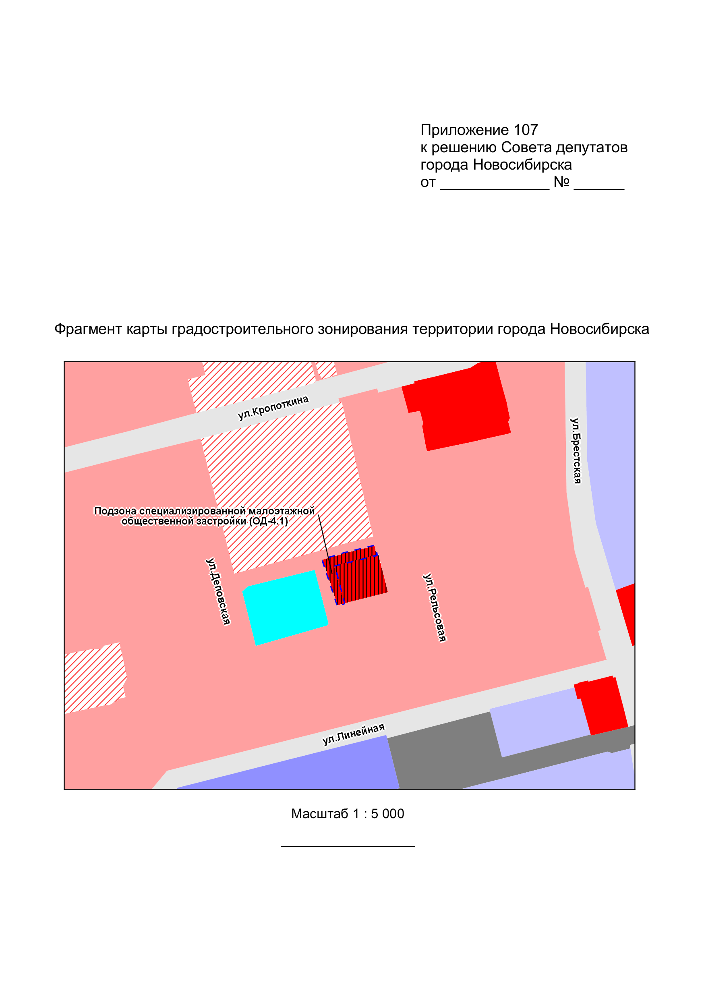 Приложение 107
к решению Совета депутатов
города Новосибирска
от _____________ № ______
Фрагмент карты градостроительного зонирования территории города Новосибирска
ул.Кропоткина
ул.Брестская
Подзона специализированной малоэтажной
общественной застройки (ОД-4.1)
ул.Деповская
ул.Рельсовая
ул.Линейная
Масштаб 1 : 5 000